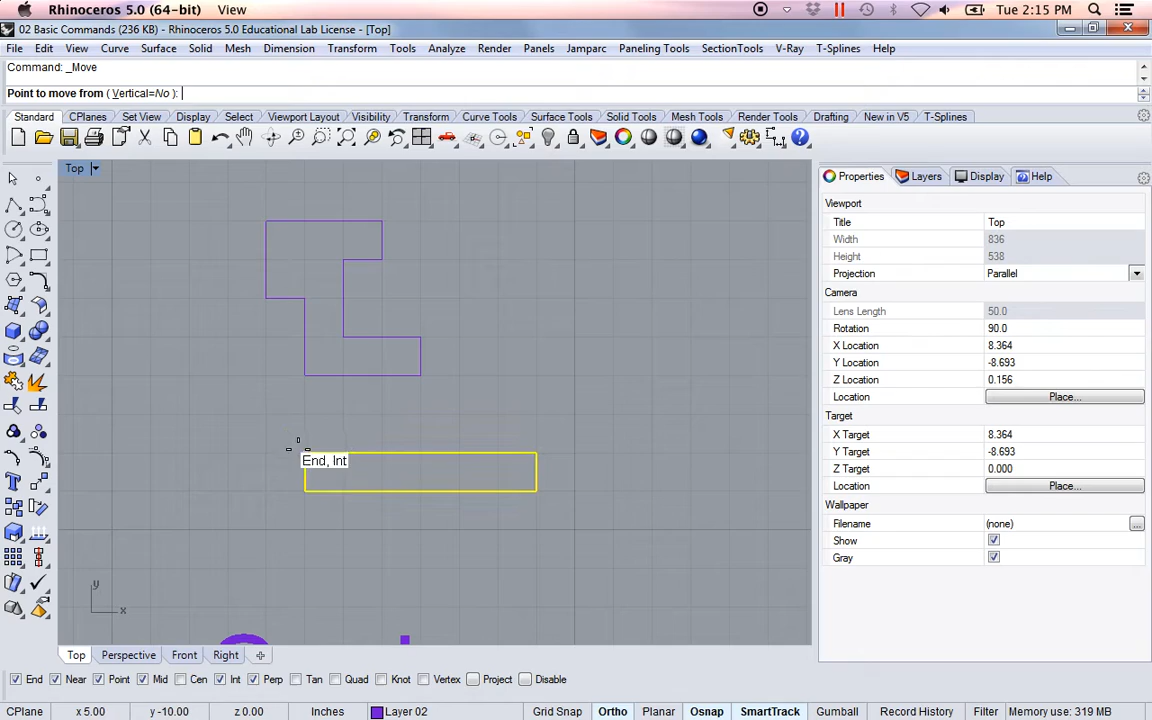 Rhinoceros 5.0 (64-bit) View Tue 2:15 PM
02 Basic Commands (236 KB) - Rhinoceros 5.0 Educational Lab License - [Top]
File Edit View Curve Surface Solid Mesh Dimension Transform Tools Analyze Render Panels Jamparc Paneling Tools SectionTools V-Ray T-Splines Help
Command: _Move
Point to move from ( Vertical=No ):
Standard CPlanes Set View Display Select Viewport Layout Visibility Transform Curve Tools Surface Tools Solid Tools Mesh Tools Render Tools Drafting New in V5 T-Splines
Top
Properties Layers Display Help
Viewport
Title Top
Width 836
Height 538
Projection Parallel
Camera
Lens Length 50.0
Rotation 90.0
X Location 8.364
Y Location -8.693
Z Location 0.156
Location Place...
Target
X Target 8.364
Y Target -8.693
Z Target 0.000
Location Place...
Wallpaper
Filename (none) ...
Show
Gray
End, Int
y
x
Top Perspective Front Right
End Near Point Mid Cen Int Perp Tan Quad Knot Vertex Project Disable
CPlane x 5.00 y -10.00 z 0.00 Inches Layer 02 Grid Snap Ortho Planar Osnap SmartTrack Gumball Record History Filter Memory use: 319 MB